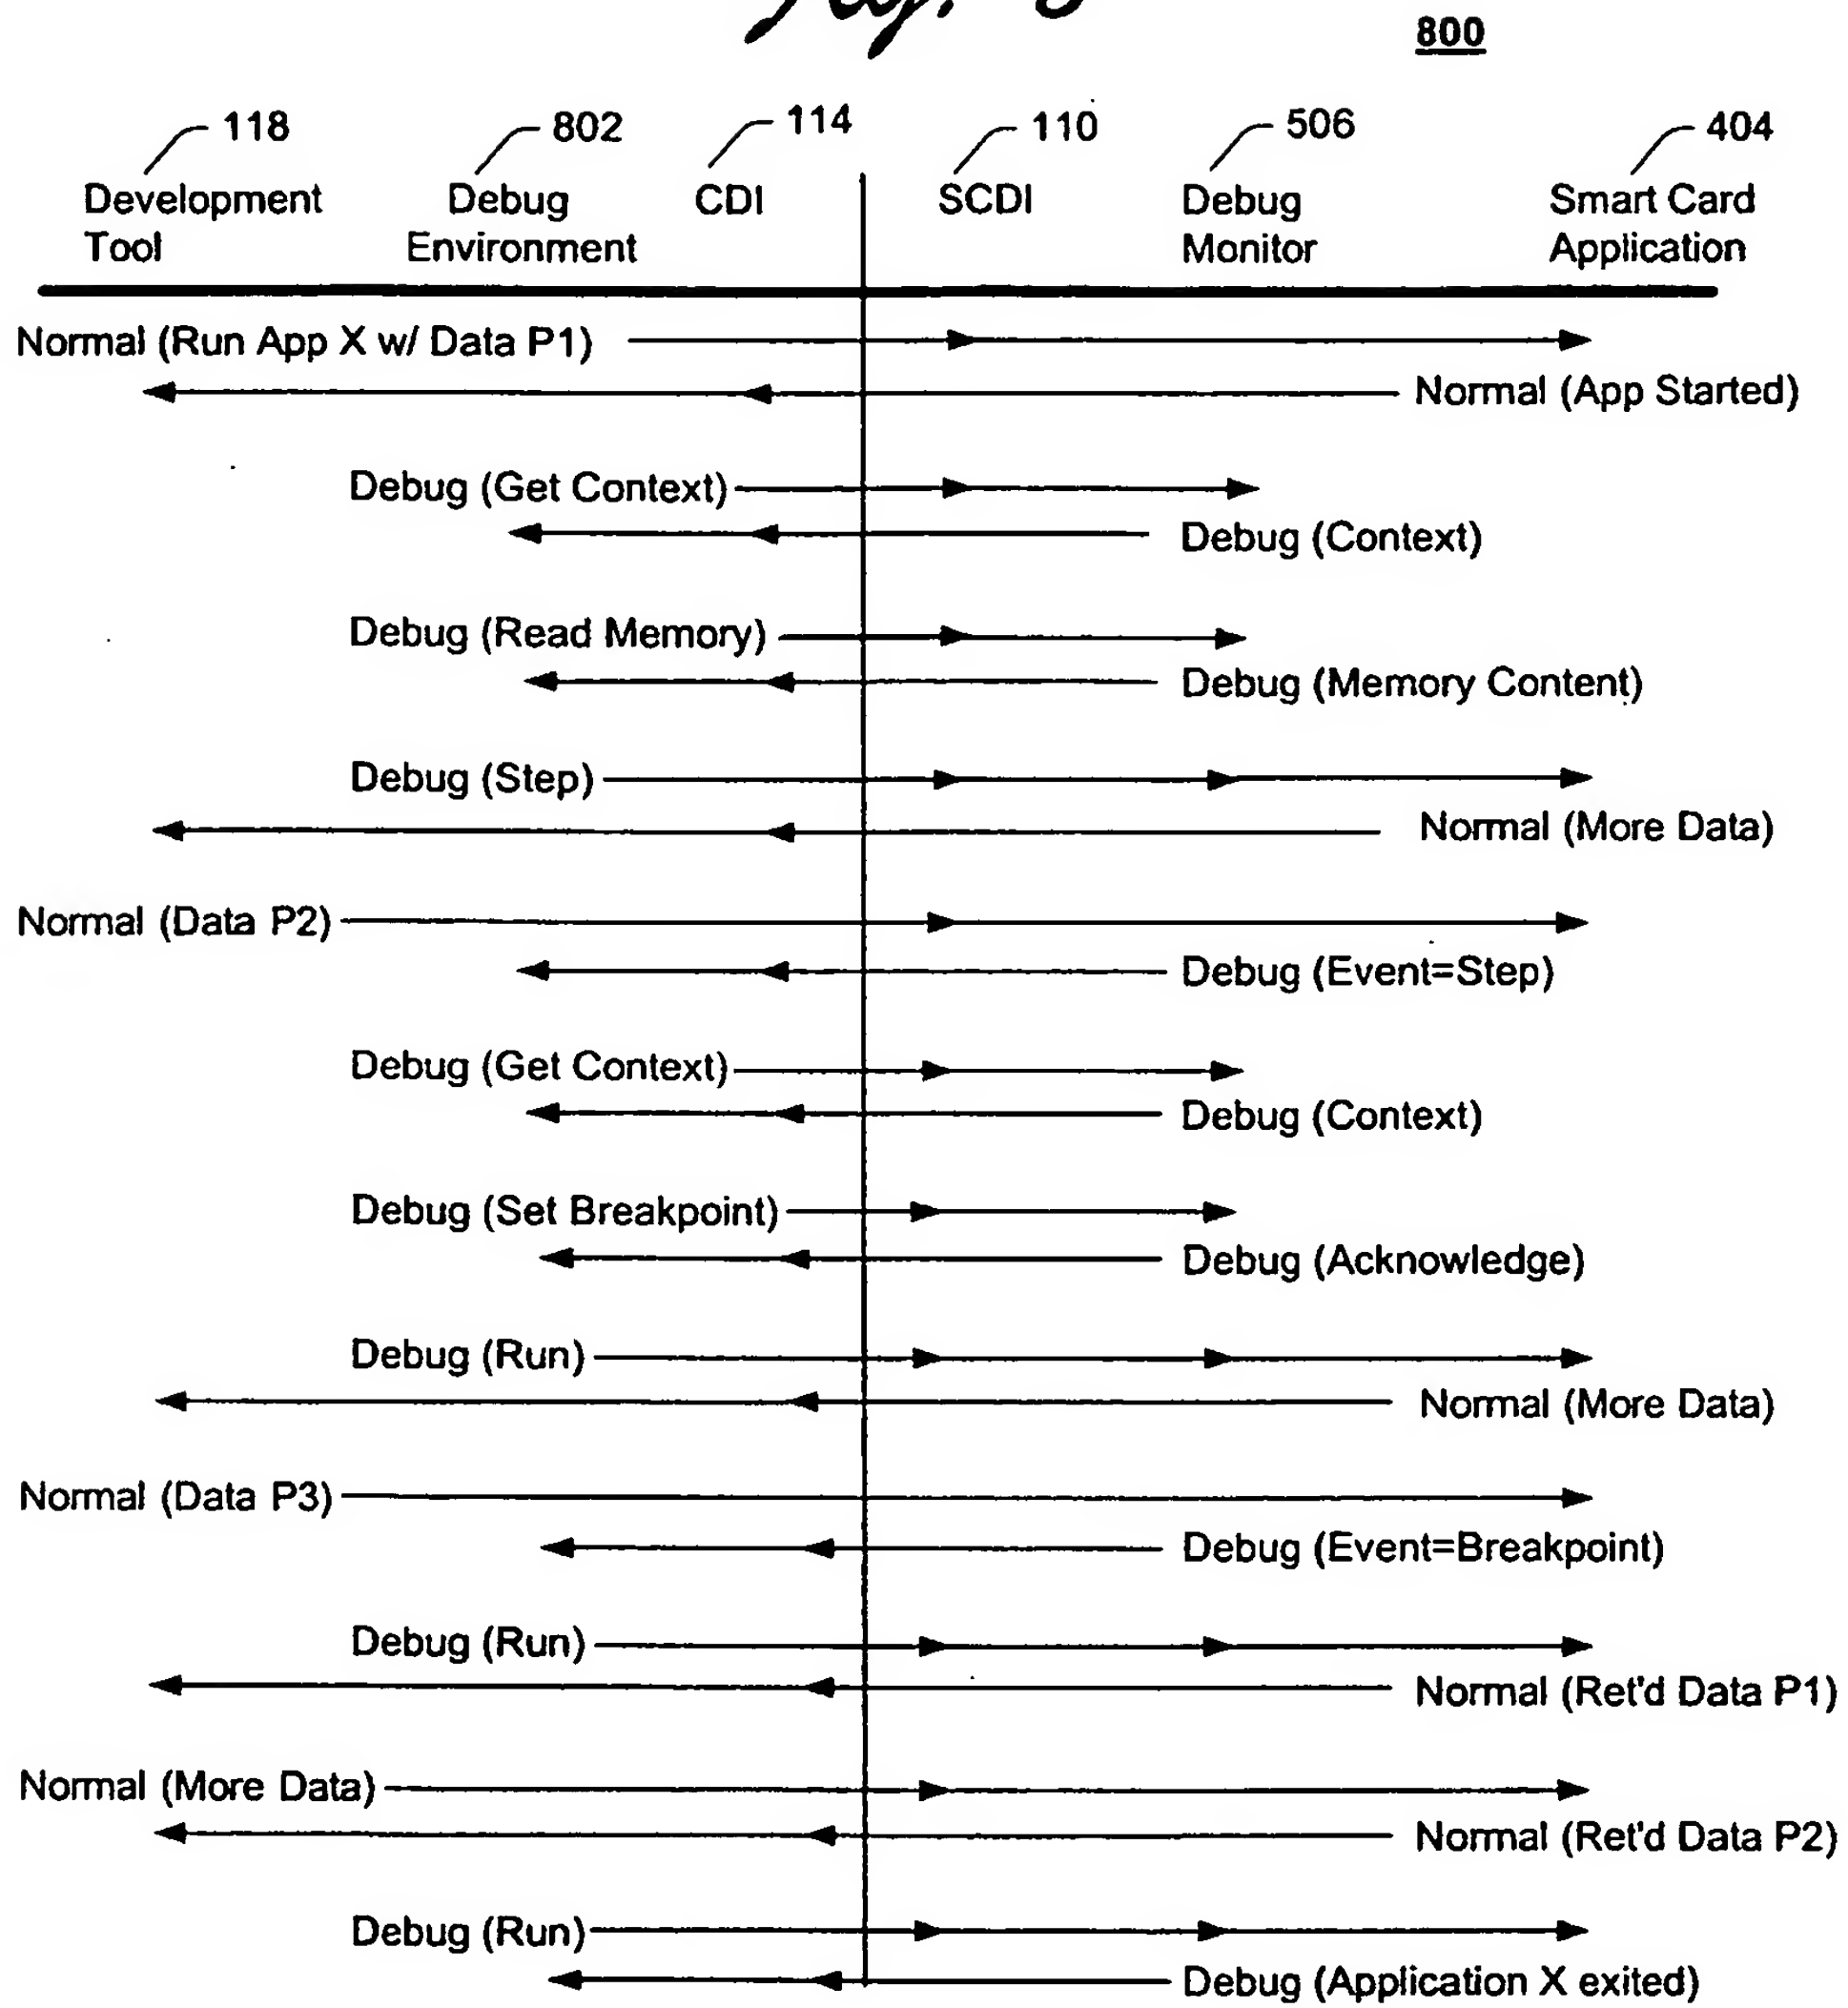 Fig. 8
800
118 802 114 110 506 404
Development Debug CDI SCDI Debug Smart Card
Tool Environment Monitor Application
Normal (Run App X w/ Data P1)
Normal (App Started)
Debug (Get Context)
Debug (Context)
Debug (Read Memory)
Debug (Memory Content)
Debug (Step)
Normal (More Data)
Normal (Data P2)
Debug (Event=Step)
Debug (Get Context)
Debug (Context)
Debug (Set Breakpoint)
Debug (Acknowledge)
Debug (Run)
Normal (More Data)
Normal (Data P3)
Debug (Event=Breakpoint)
Debug (Run)
Normal (Ret'd Data P1)
Normal (More Data)
Normal (Ret'd Data P2)
Debug (Run)
Debug (Application X exited)